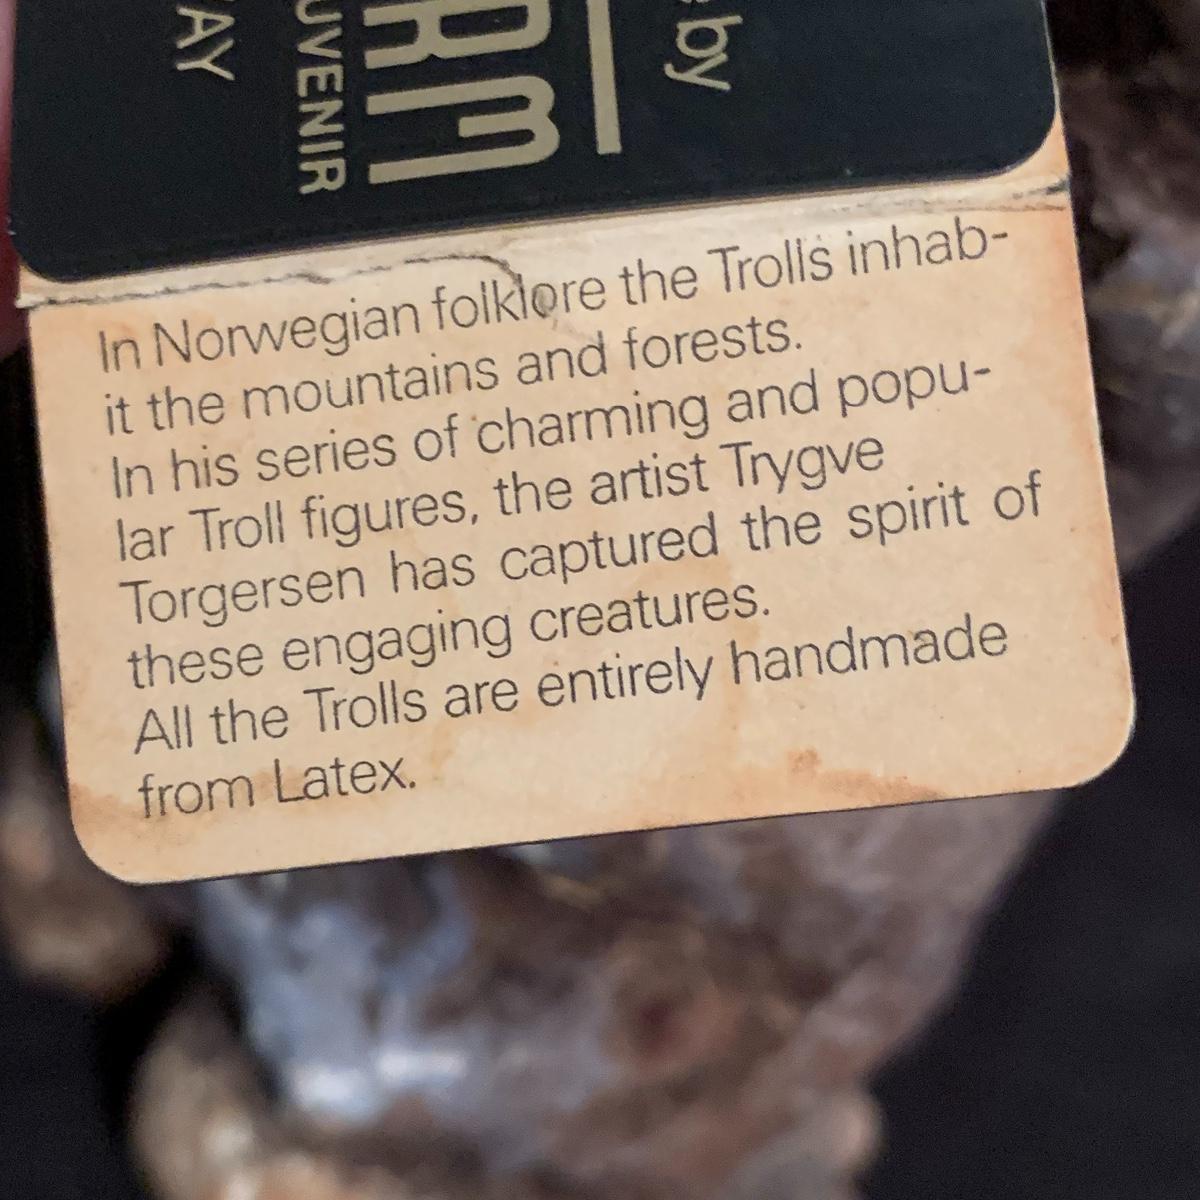 by
RM
UVENIR
AY
In Norwegian folklore the Trolls inhab-
it the mountains and forests.
In his series of charming and popu-
lar Troll figures, the artist Trygve
Torgersen has captured the spirit of
these engaging creatures.
All the Trolls are entirely handmade
from Latex.